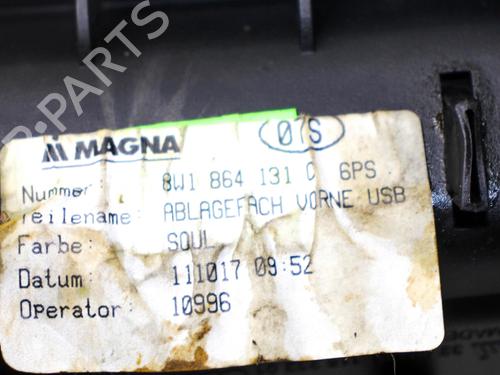 B-PARTS
MAGNA 07S
Nummer: 8W1 864 131 C 6PS
Teilename: ABLAGEFACH VORNE USB
Farbe: SOUL
Datum: 111017 09:52
Operator: 10996